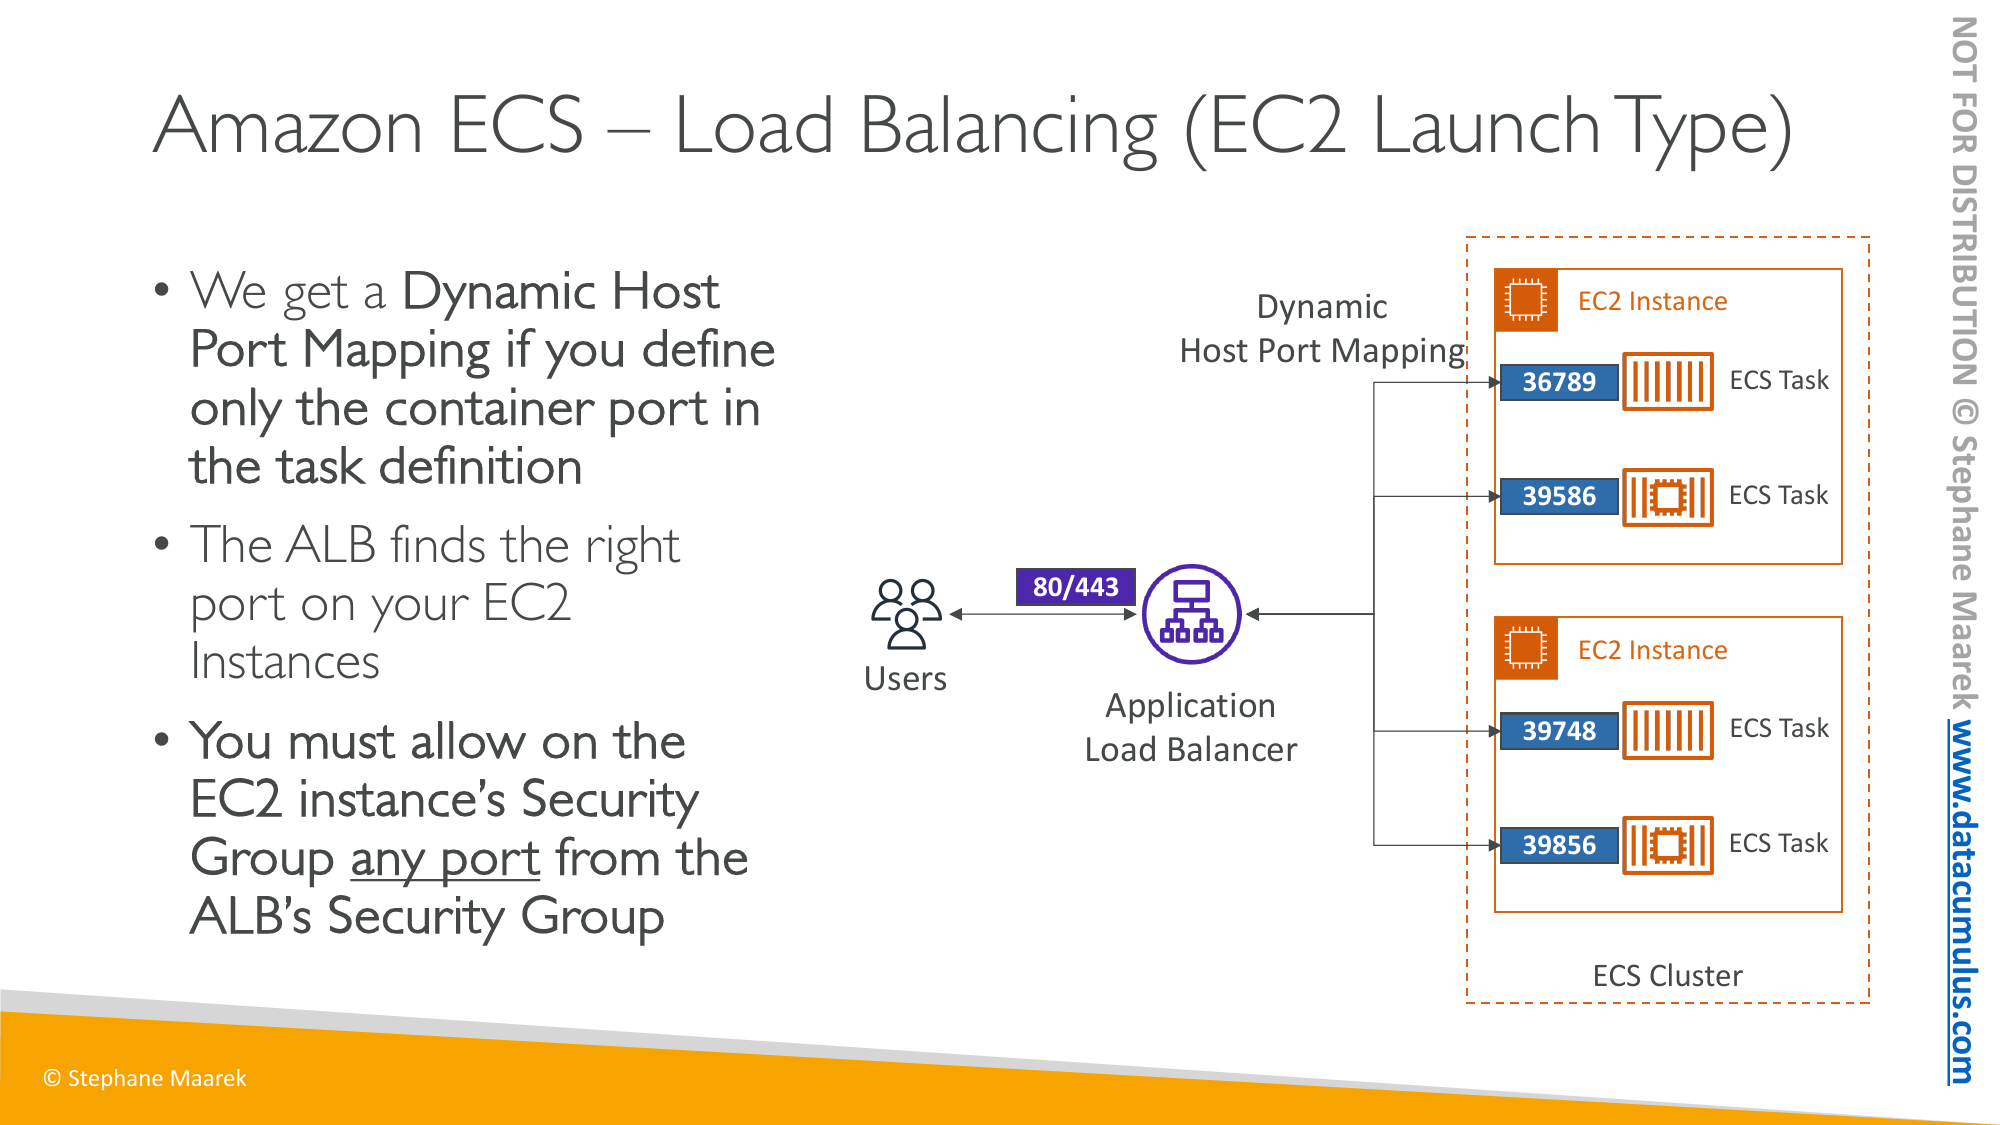 Amazon ECS – Load Balancing (EC2 Launch Type)
• We get a Dynamic Host
Port Mapping if you define
only the container port in
the task definition
• The ALB finds the right
port on your EC2
Instances
• You must allow on the
EC2 instance’s Security
Group any port from the
ALB’s Security Group
Users
80/443
Application
Load Balancer
Dynamic
Host Port Mapping
EC2 Instance
36789
ECS Task
39586
ECS Task
EC2 Instance
39748
ECS Task
39856
ECS Task
ECS Cluster
© Stephane Maarek
NOT FOR DISTRIBUTION © Stephane Maarek www.datacumulus.com